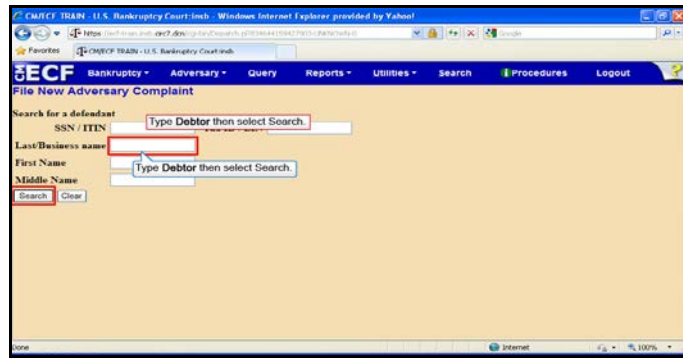 CM/ECF TRAIN - U.S. Bankruptcy Court:insb - Windows Internet Explorer provided by Yahoo!
Google
Favorites CM/ECF TRAIN - U.S. Bankruptcy Court:insb
ECF Bankruptcy Adversary Query Reports Utilities Search Procedures Logout ?
File New Adversary Complaint
Search for a defendant
SSN / ITIN
Type Debtor then select Search.
Last/Business name
First Name
Type Debtor then select Search.
Middle Name
Search Clear
Done Internet 100%